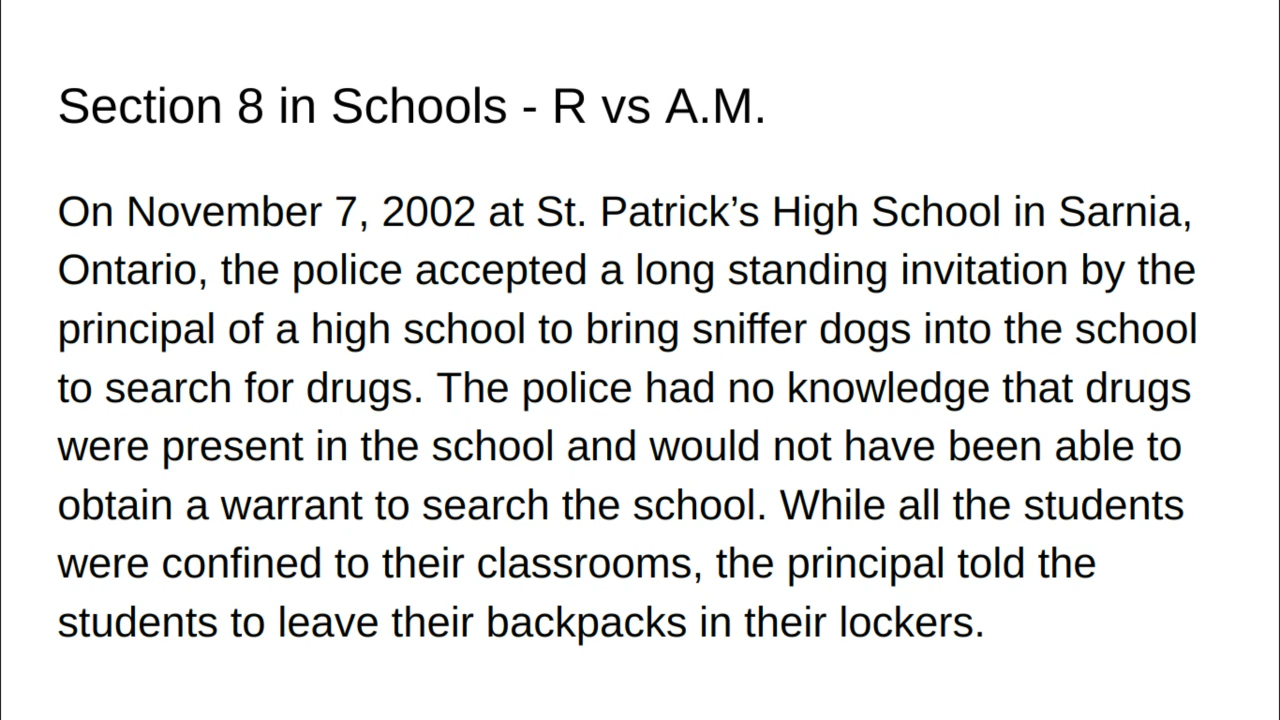 Section 8 in Schools - R vs A.M.
On November 7, 2002 at St. Patrick’s High School in Sarnia,
Ontario, the police accepted a long standing invitation by the
principal of a high school to bring sniffer dogs into the school
to search for drugs. The police had no knowledge that drugs
were present in the school and would not have been able to
obtain a warrant to search the school. While all the students
were confined to their classrooms, the principal told the
students to leave their backpacks in their lockers.